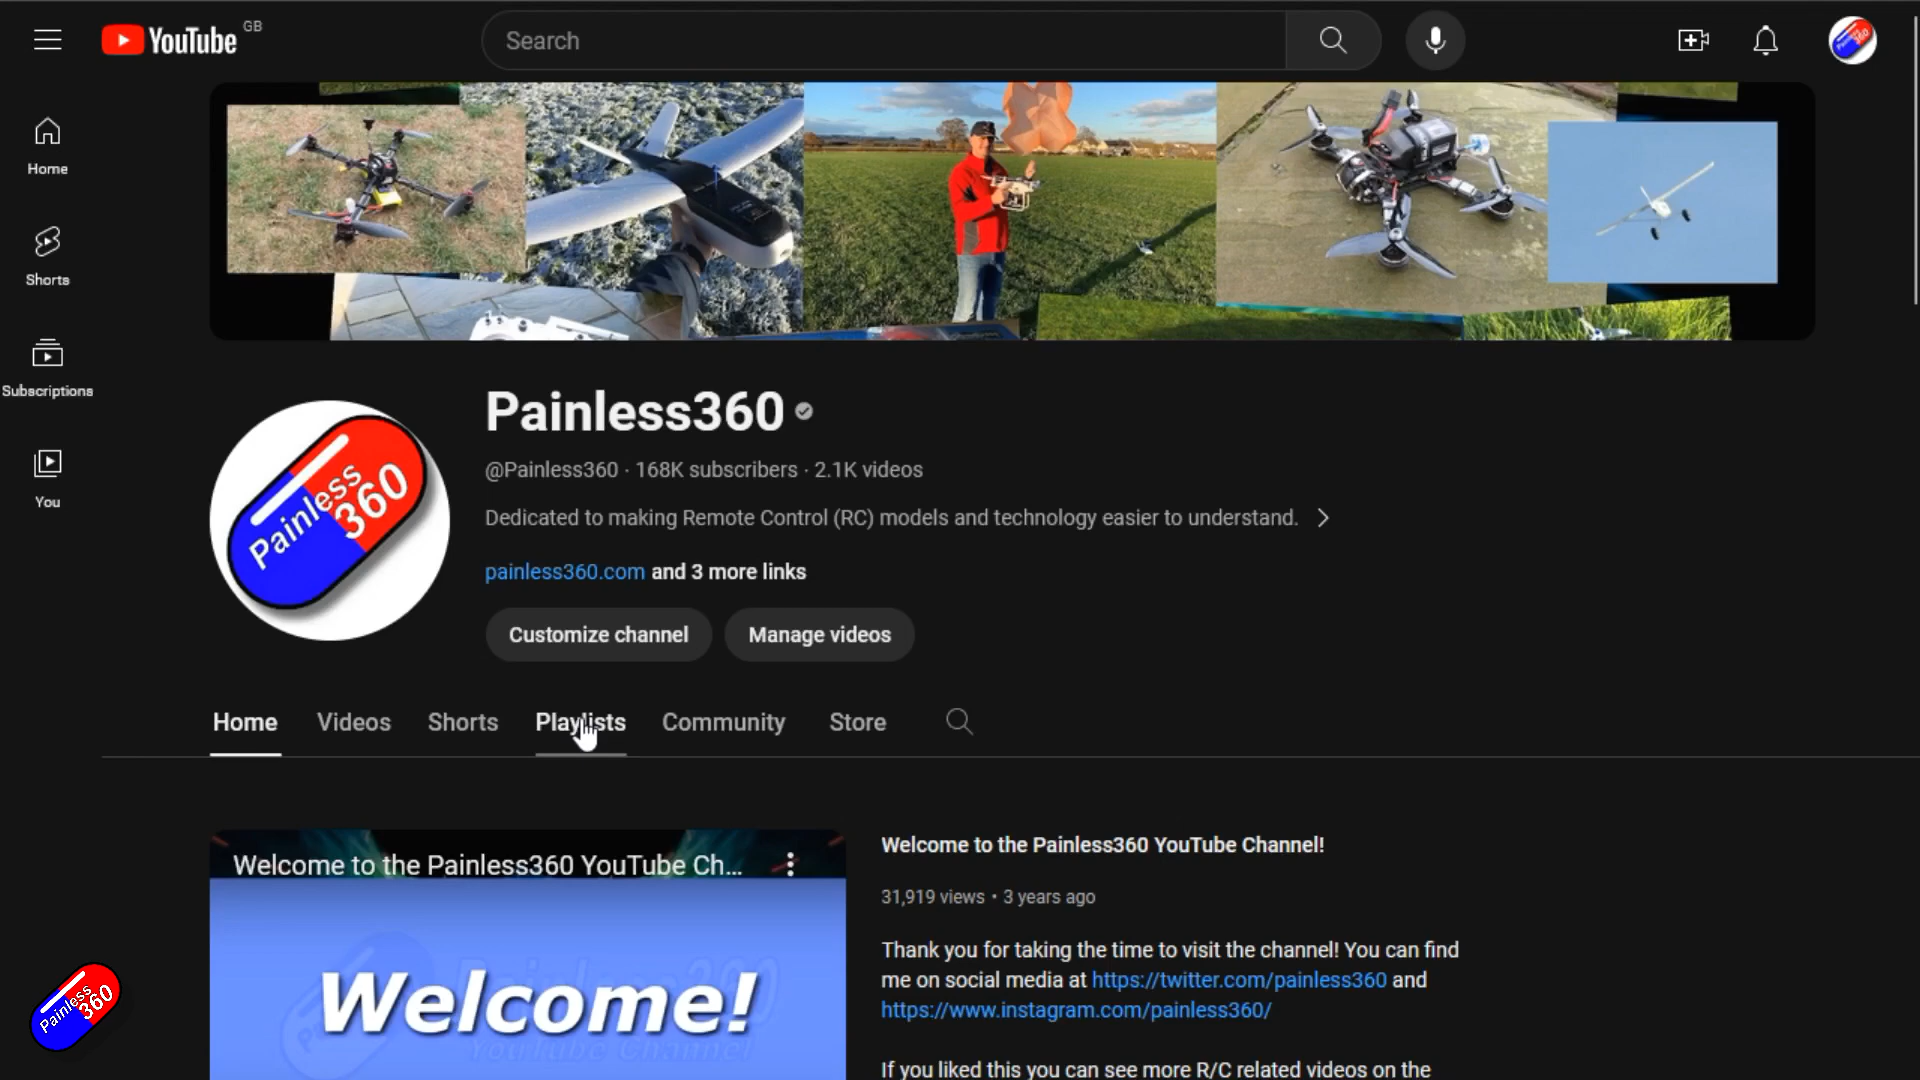 YouTube GB
Search
Home
Shorts
Subscriptions
You
Painless360
Painless 360
@Painless360 · 168K subscribers · 2.1K videos
Dedicated to making Remote Control (RC) models and technology easier to understand.
painless360.com and 3 more links
Customize channel Manage videos
Home Videos Shorts Playlists Community Store
Welcome to the Painless360 YouTube Ch...
Welcome!
YouTube Channel
Welcome to the Painless360 YouTube Channel!
31,919 views • 3 years ago
Thank you for taking the time to visit the channel! You can find
me on social media at https://twitter.com/painless360 and
https://www.instagram.com/painless360/
If you liked this you can see more R/C related videos on the
Painless 360